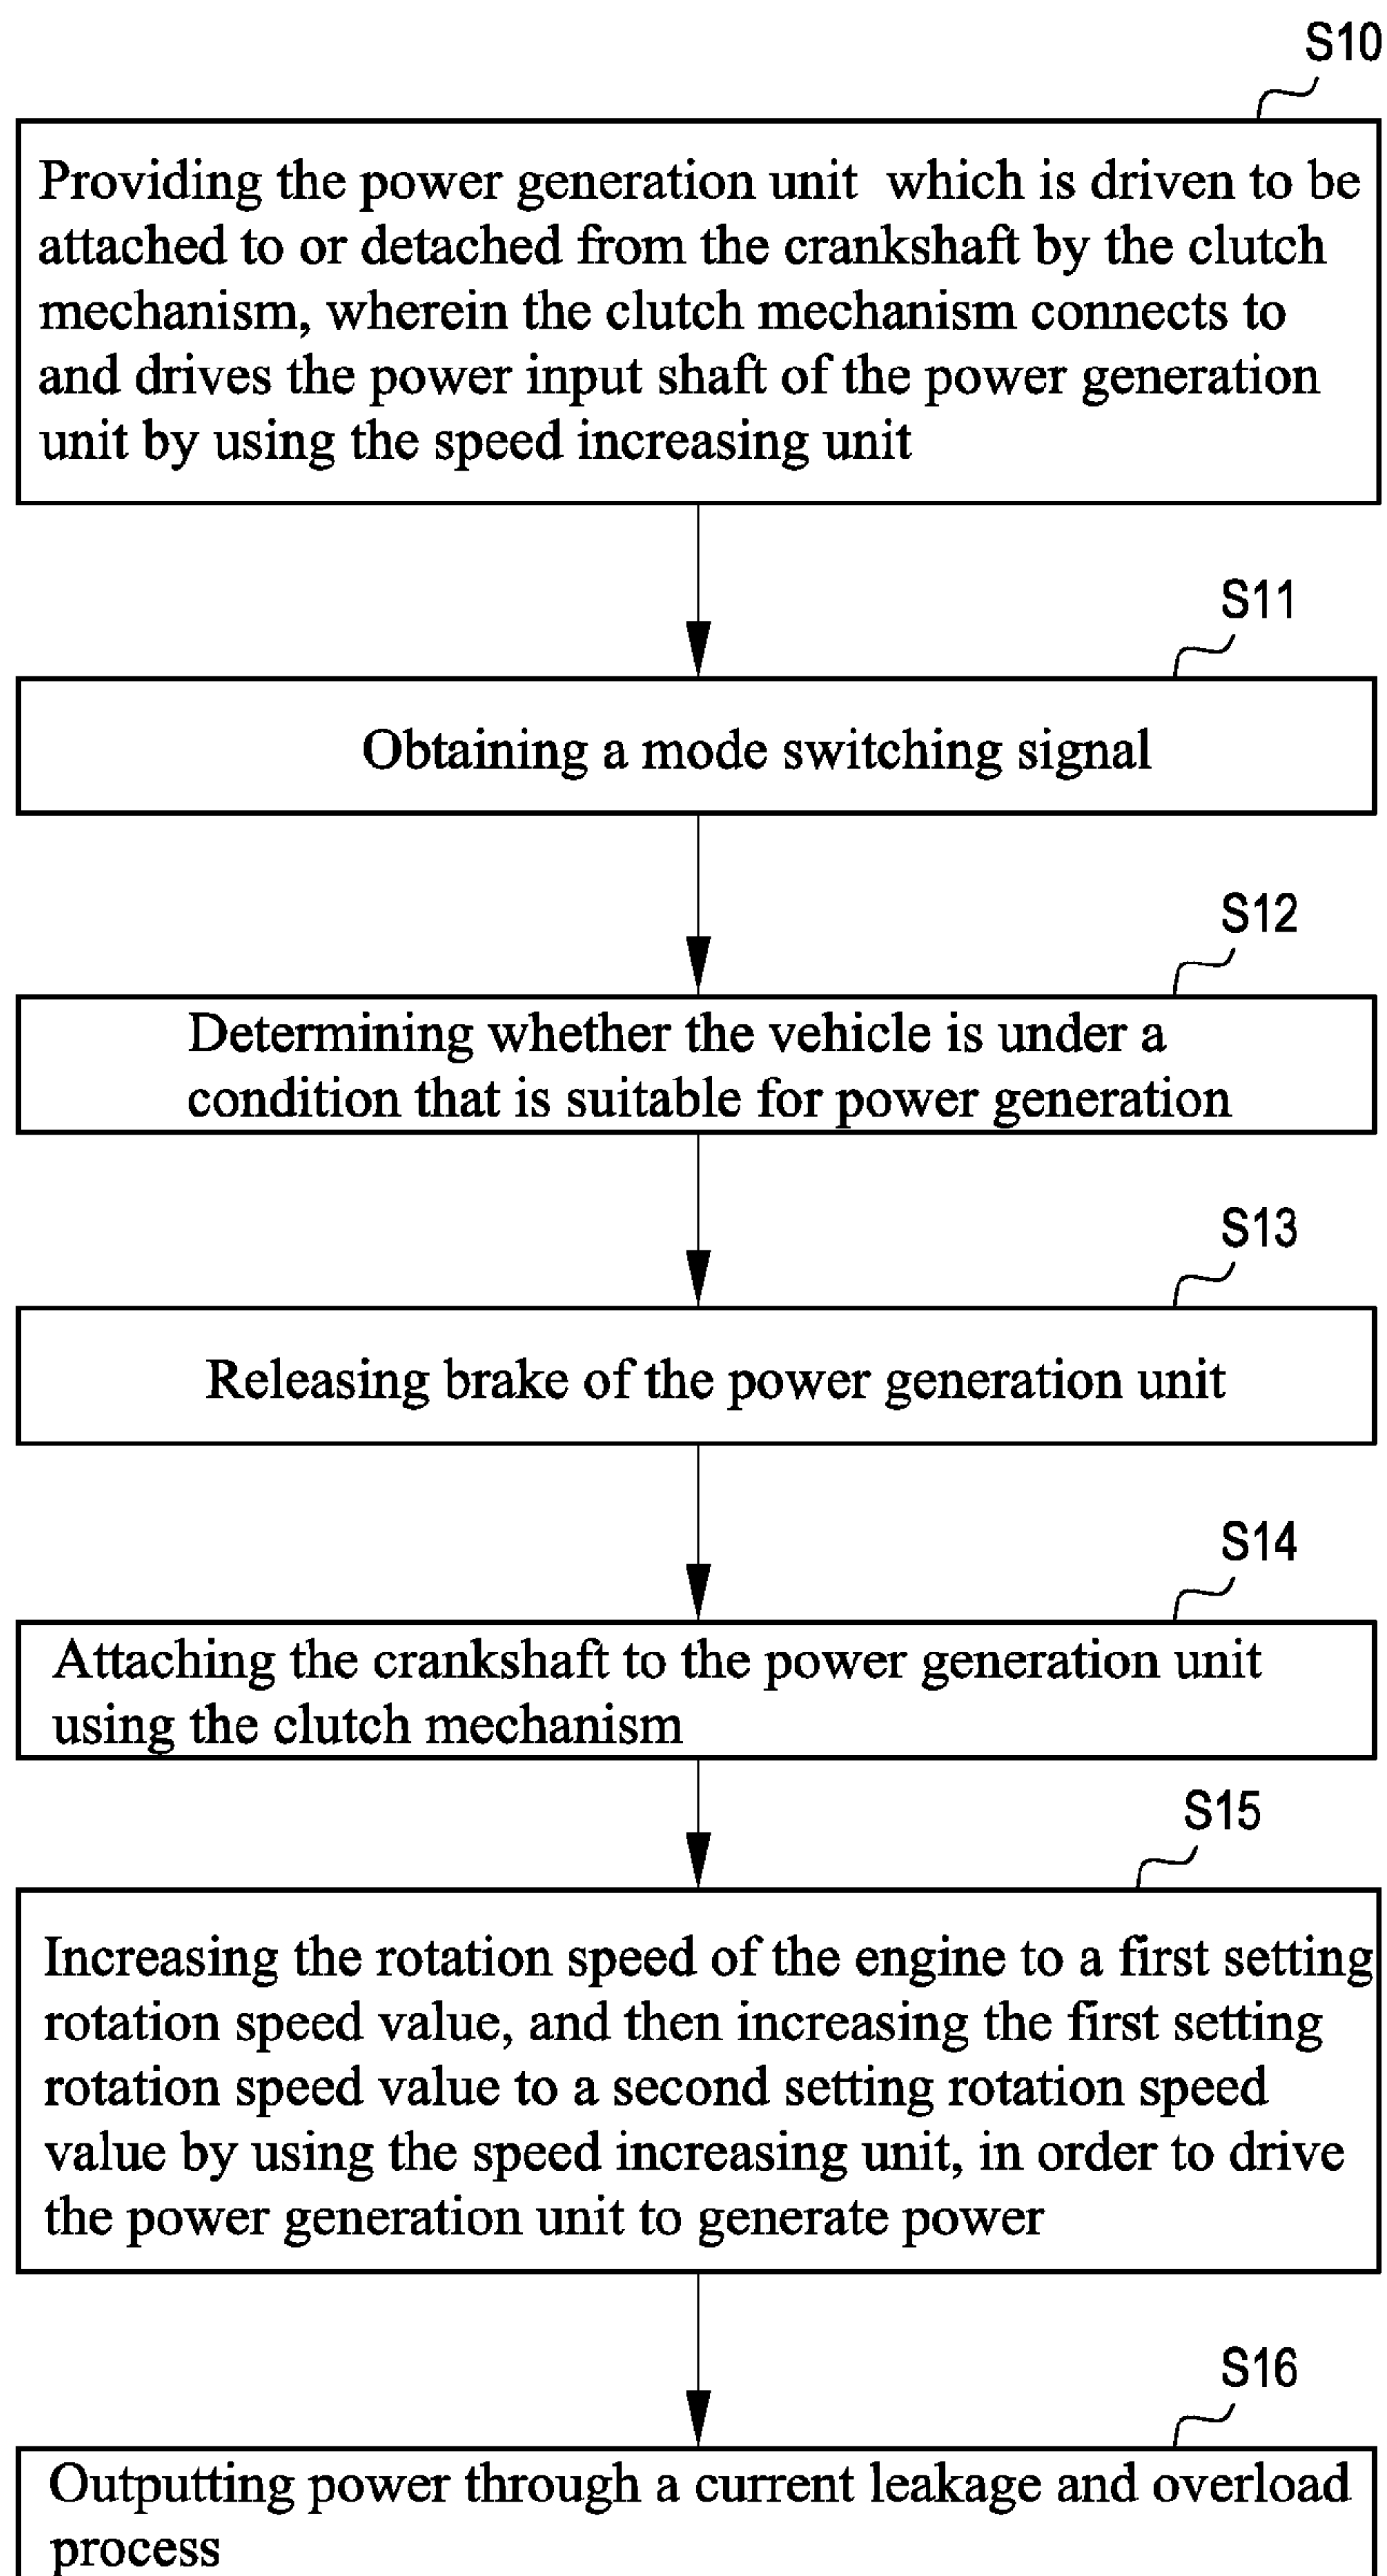 S10
Providing the power generation unit which is driven to be
attached to or detached from the crankshaft by the clutch
mechanism, wherein the clutch mechanism connects to
and drives the power input shaft of the power generation
unit by using the speed increasing unit
S11
Obtaining a mode switching signal
S12
Determining whether the vehicle is under a
condition that is suitable for power generation
S13
Releasing brake of the power generation unit
S14
Attaching the crankshaft to the power generation unit
using the clutch mechanism
S15
Increasing the rotation speed of the engine to a first setting
rotation speed value, and then increasing the first setting
rotation speed value to a second setting rotation speed
value by using the speed increasing unit, in order to drive
the power generation unit to generate power
S16
Outputting power through a current leakage and overload
process